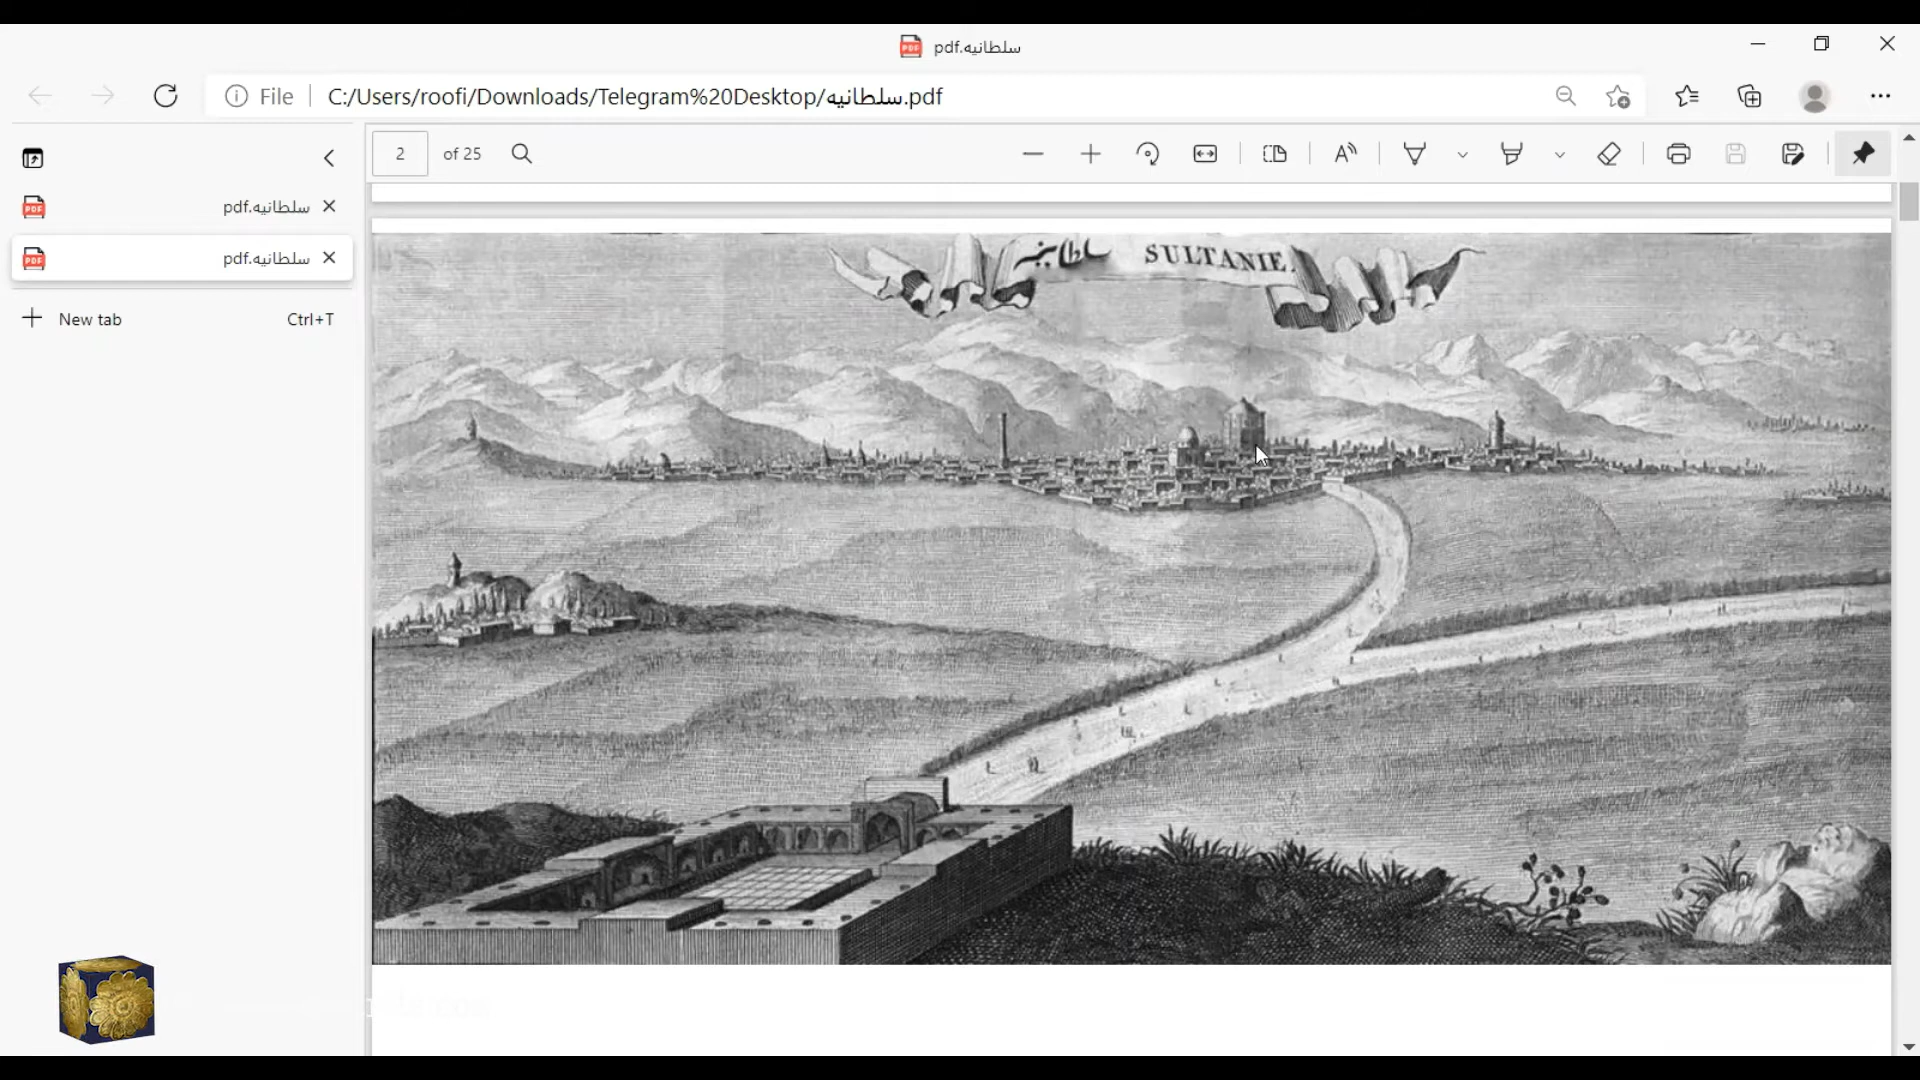 سلطانیه.pdf
File
C:/Users/roofi/Downloads/Telegram%20Desktop/سلطانیه.pdf
2 of 25
سلطانیه.pdf
سلطانیه.pdf
New tab Ctrl+T
سلطانیه SULTANIE.